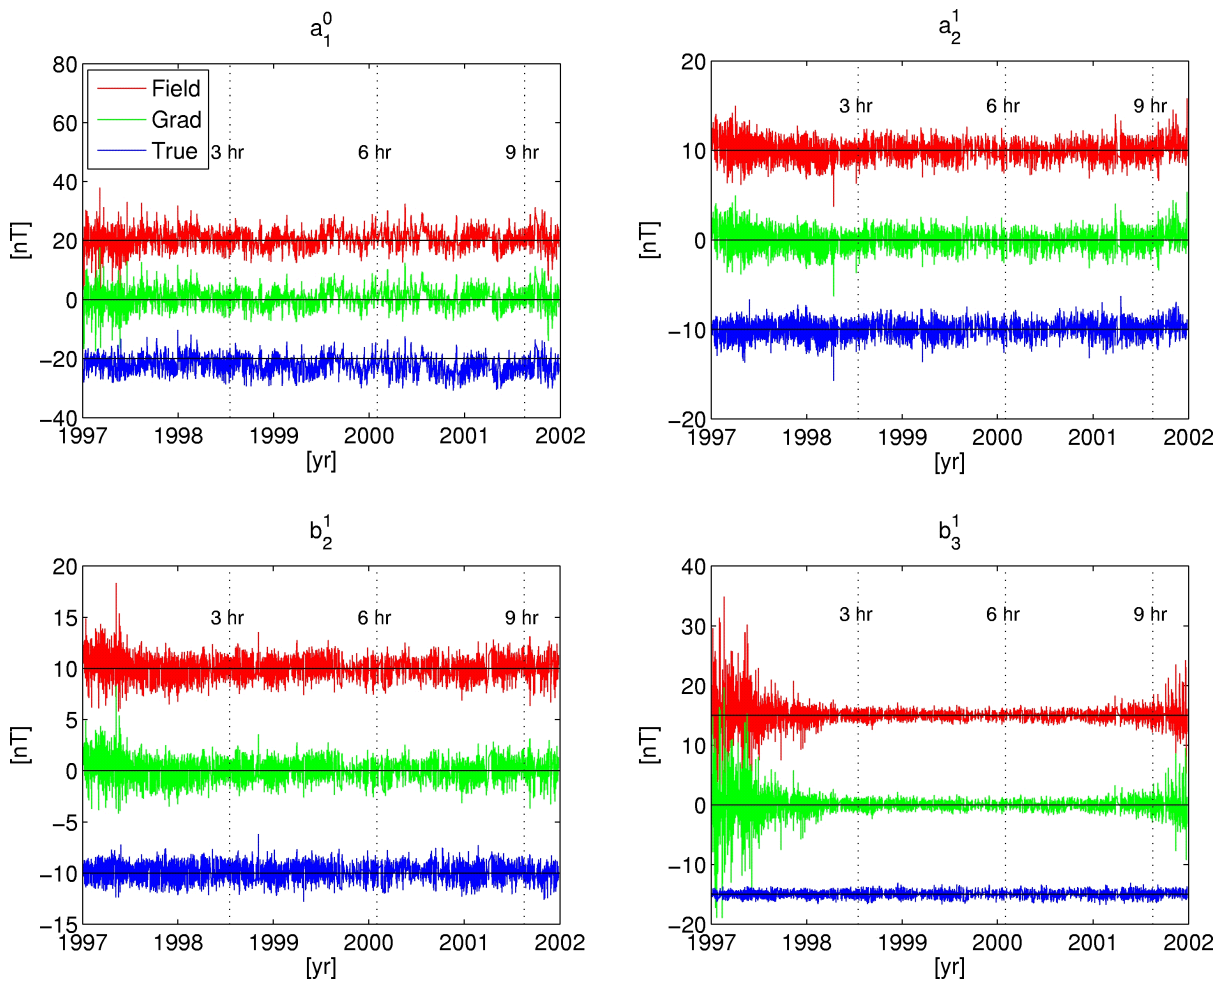 a_1^0
80
60
40
20
0
−20
−40
[nT]
Field
Grad
True
3 hr 6 hr 9 hr
1997 1998 1999 2000 2001 2002
[yr]
a_2^1
20
10
0
−10
−20
[nT]
3 hr 6 hr 9 hr
1997 1998 1999 2000 2001 2002
[yr]
b_2^1
20
15
10
5
0
−5
−10
−15
[nT]
3 hr 6 hr 9 hr
1997 1998 1999 2000 2001 2002
[yr]
b_3^1
40
30
20
10
0
−10
−20
[nT]
3 hr 6 hr 9 hr
1997 1998 1999 2000 2001 2002
[yr]